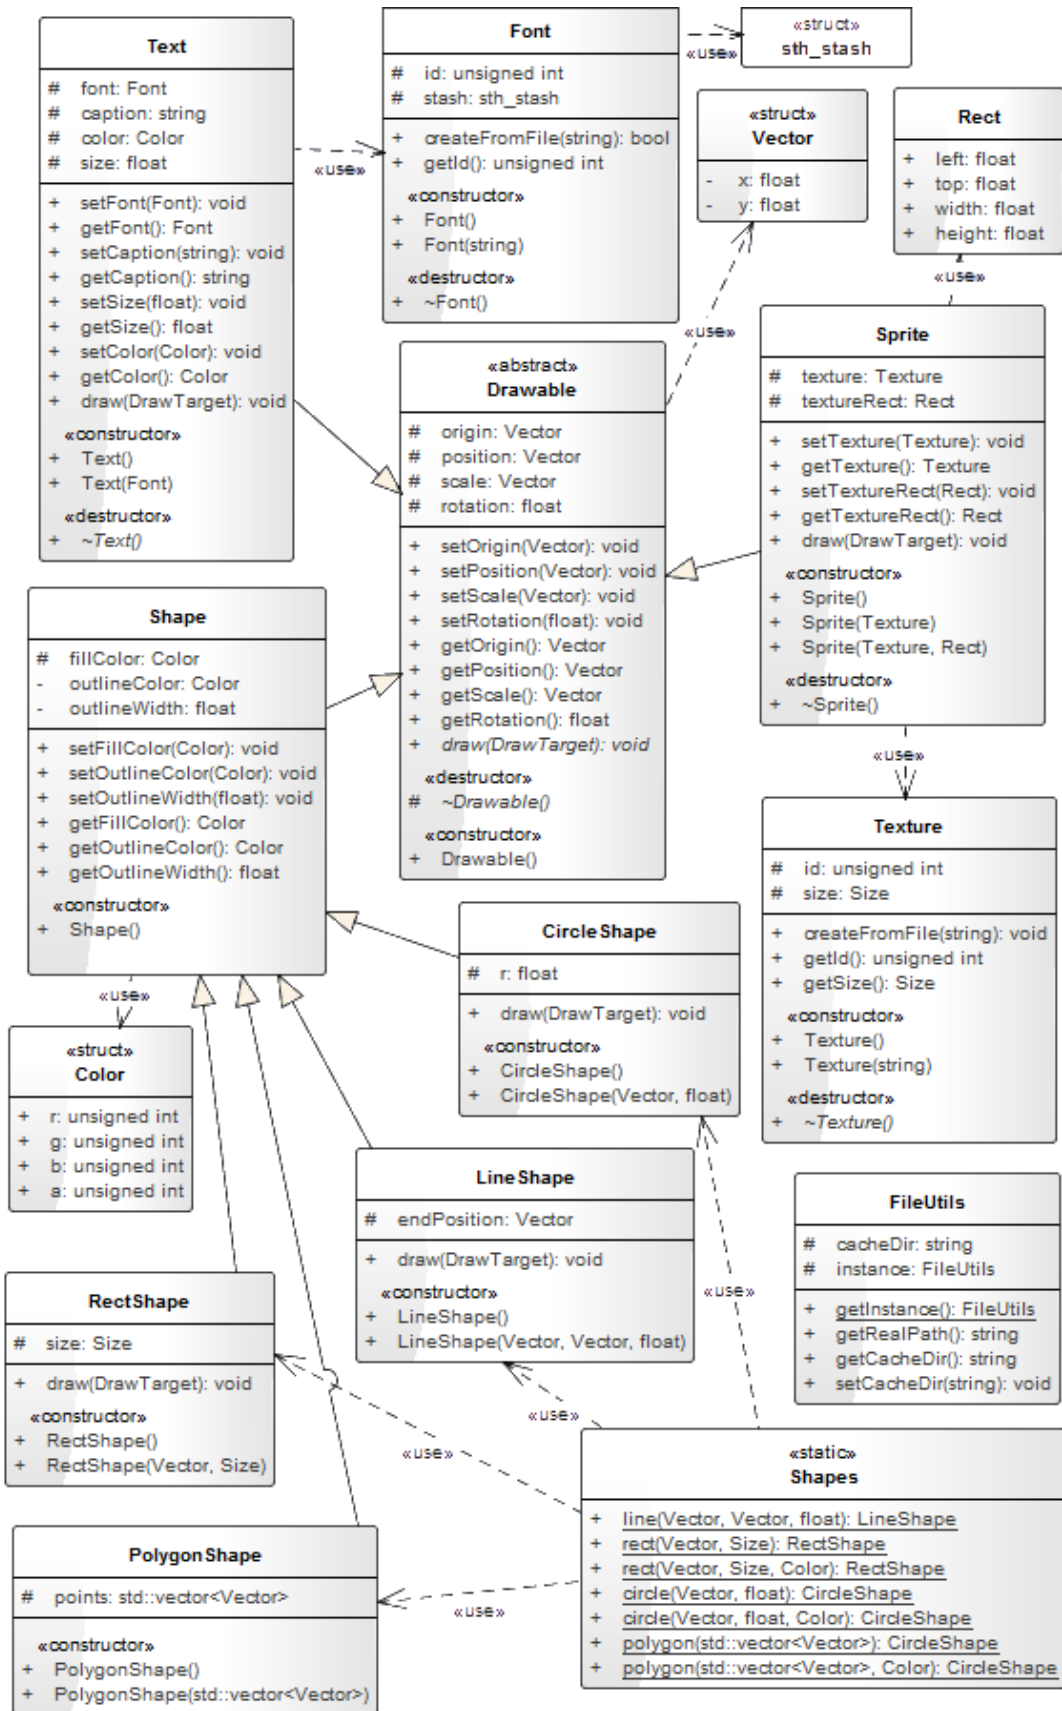 Text
# font: Font
# caption: string
# color: Color
# size: float
+ setFont(Font): void
+ getFont(): Font
+ setCaption(string): void
+ getCaption(): string
+ setSize(float): void
+ getSize(): float
+ setColor(Color): void
+ getColor(): Color
+ draw(DrawTarget): void
«constructor»
+ Text()
+ Text(Font)
«destructor»
+ ~Text()
«use»
Font
# id: unsigned int
# stash: sth_stash
+ createFromFile(string): bool
+ getId(): unsigned int
«constructor»
+ Font()
+ Font(string)
«destructor»
+ ~Font()
«use»
«struct»
sth_stash
«struct»
Vector
- x: float
- y: float
«use»
Rect
+ left: float
+ top: float
+ width: float
+ height: float
«use»
«abstract»
Drawable
# origin: Vector
# position: Vector
# scale: Vector
# rotation: float
+ setOrigin(Vector): void
+ setPosition(Vector): void
+ setScale(Vector): void
+ setRotation(float): void
+ getOrigin(): Vector
+ getPosition(): Vector
+ getScale(): Vector
+ getRotation(): float
+ draw(DrawTarget): void
«destructor»
# ~Drawable()
«constructor»
+ Drawable()
Sprite
# texture: Texture
# textureRect: Rect
+ setTexture(Texture): void
+ getTexture(): Texture
+ setTextureRect(Rect): void
+ getTextureRect(): Rect
+ draw(DrawTarget): void
«constructor»
+ Sprite()
+ Sprite(Texture)
+ Sprite(Texture, Rect)
«destructor»
+ ~Sprite()
«use»
Shape
# fillColor: Color
- outlineColor: Color
- outlineWidth: float
+ setFillColor(Color): void
+ setOutlineColor(Color): void
+ setOutlineWidth(float): void
+ getFillColor(): Color
+ getOutlineColor(): Color
+ getOutlineWidth(): float
«constructor»
+ Shape()
«use»
Texture
# id: unsigned int
# size: Size
+ createFromFile(string): void
+ getId(): unsigned int
+ getSize(): Size
«constructor»
+ Texture()
+ Texture(string)
«destructor»
+ ~Texture()
CircleShape
# r: float
+ draw(DrawTarget): void
«constructor»
+ CircleShape()
+ CircleShape(Vector, float)
«struct»
Color
+ r: unsigned int
+ g: unsigned int
+ b: unsigned int
+ a: unsigned int
LineShape
# endPosition: Vector
+ draw(DrawTarget): void
«constructor»
+ LineShape()
+ LineShape(Vector, Vector, float)
FileUtils
# cacheDir: string
# instance: FileUtils
+ getInstance(): FileUtils
+ getRealPath(): string
+ getCacheDir(): string
+ setCacheDir(string): void
RectShape
# size: Size
+ draw(DrawTarget): void
«constructor»
+ RectShape()
+ RectShape(Vector, Size)
«use»
«use»
«use»
«use»
«static»
Shapes
+ line(Vector, Vector, float): LineShape
+ rect(Vector, Size): RectShape
+ rect(Vector, Size, Color): RectShape
+ circle(Vector, float): CircleShape
+ circle(Vector, float, Color): CircleShape
+ polygon(std::vector<Vector>): CircleShape
+ polygon(std::vector<Vector>, Color): CircleShape
PolygonShape
# points: std::vector<Vector>
«constructor»
+ PolygonShape()
+ PolygonShape(std::vector<Vector>)